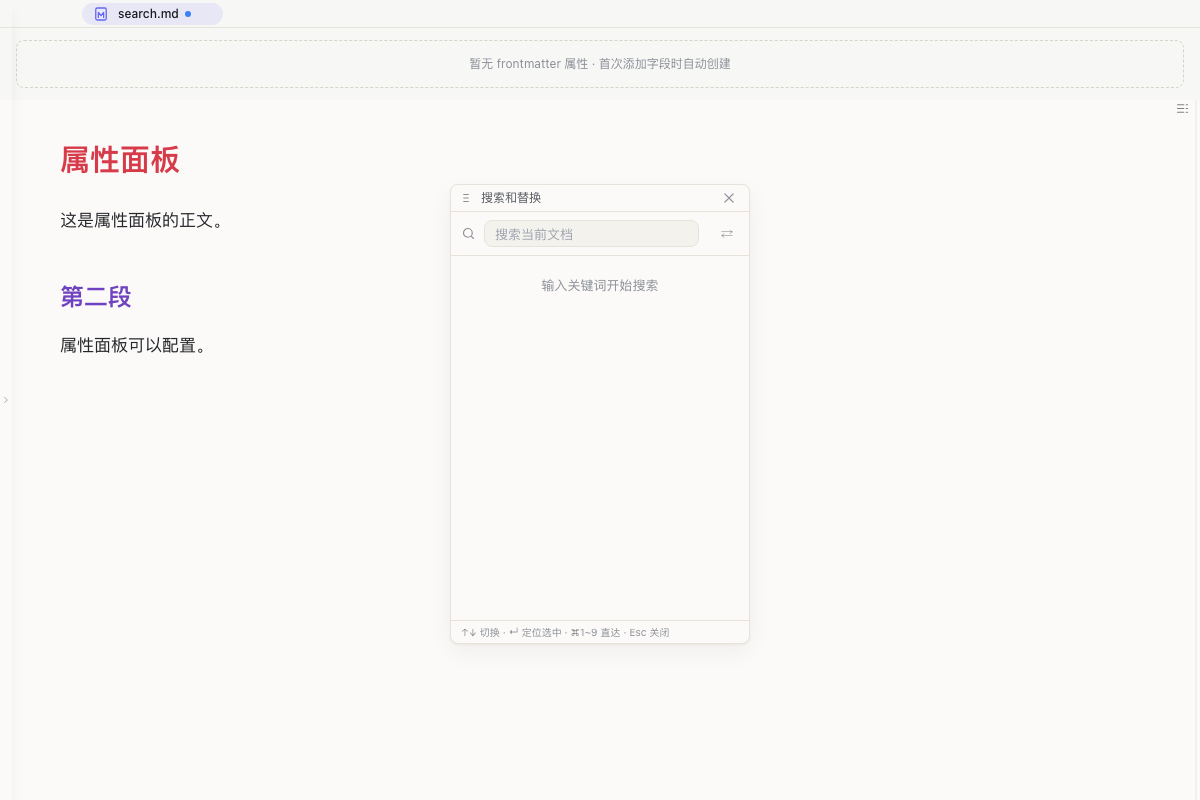 search.md
暂无 frontmatter 属性 · 首次添加字段时自动创建
属性面板
这是属性面板的正文。
第二段
属性面板可以配置。
搜索和替换
搜索当前文档
输入关键词开始搜索
↑↓ 切换 · ↵ 定位选中 · ⌘1~9 直达 · Esc 关闭